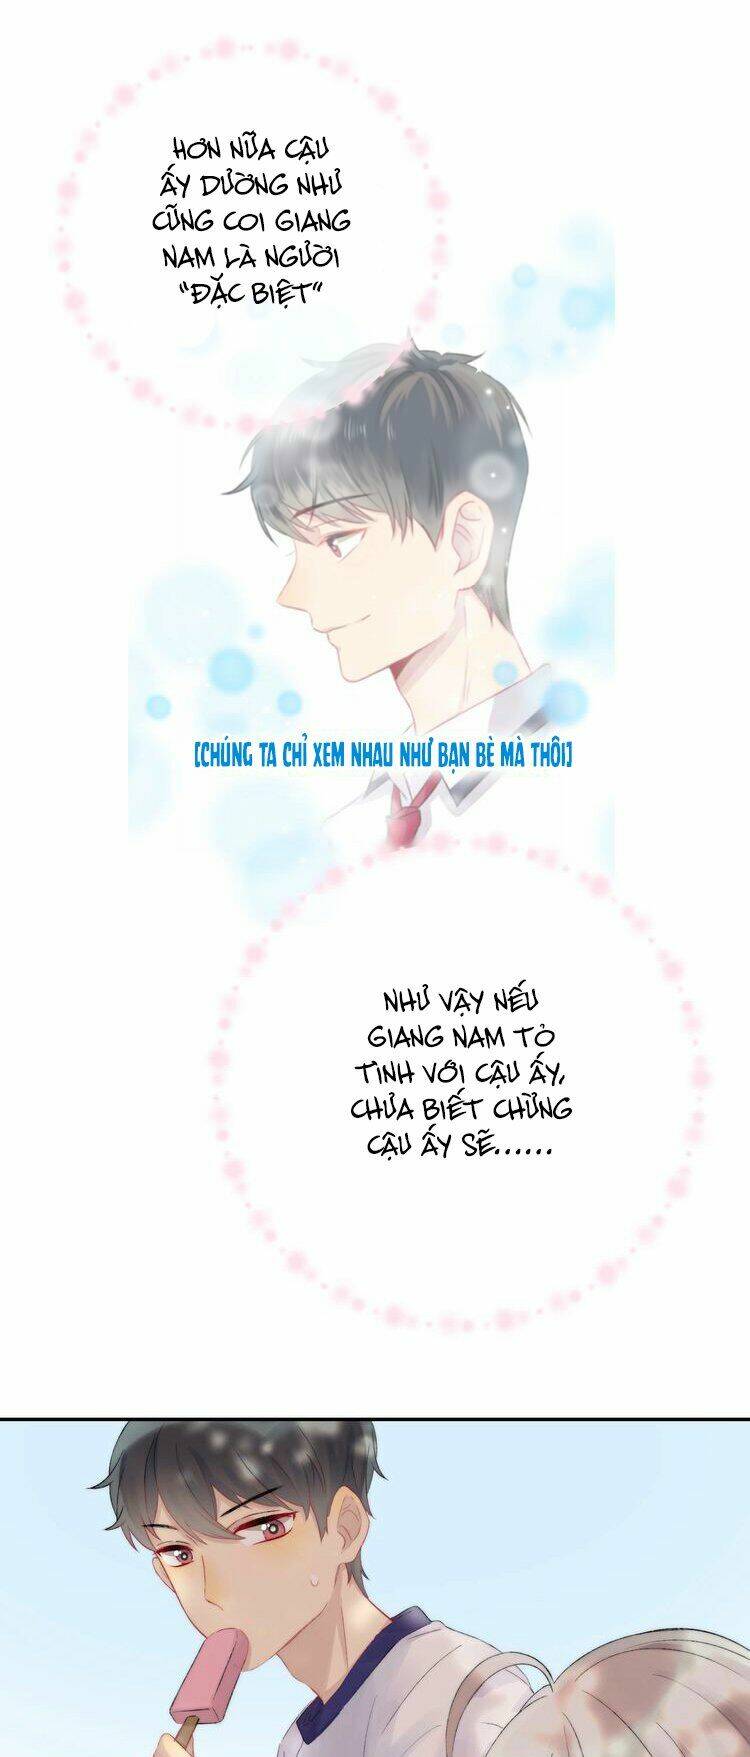 HƠN NỮA CẬU
ẤY DƯỜNG NHƯ
CŨNG COI GIANG
NAM LÀ NGƯỜI
"ĐẶC BIỆT"
[CHÚNG TA CHỈ XEM NHAU NHƯ BẠN BÈ MÀ THÔI]
NHƯ VẬY NẾU
GIANG NAM TỎ
TÌNH VỚI CẬU ẤY,
CHƯA BIẾT CHỪNG
CẬU ẤY SẼ......